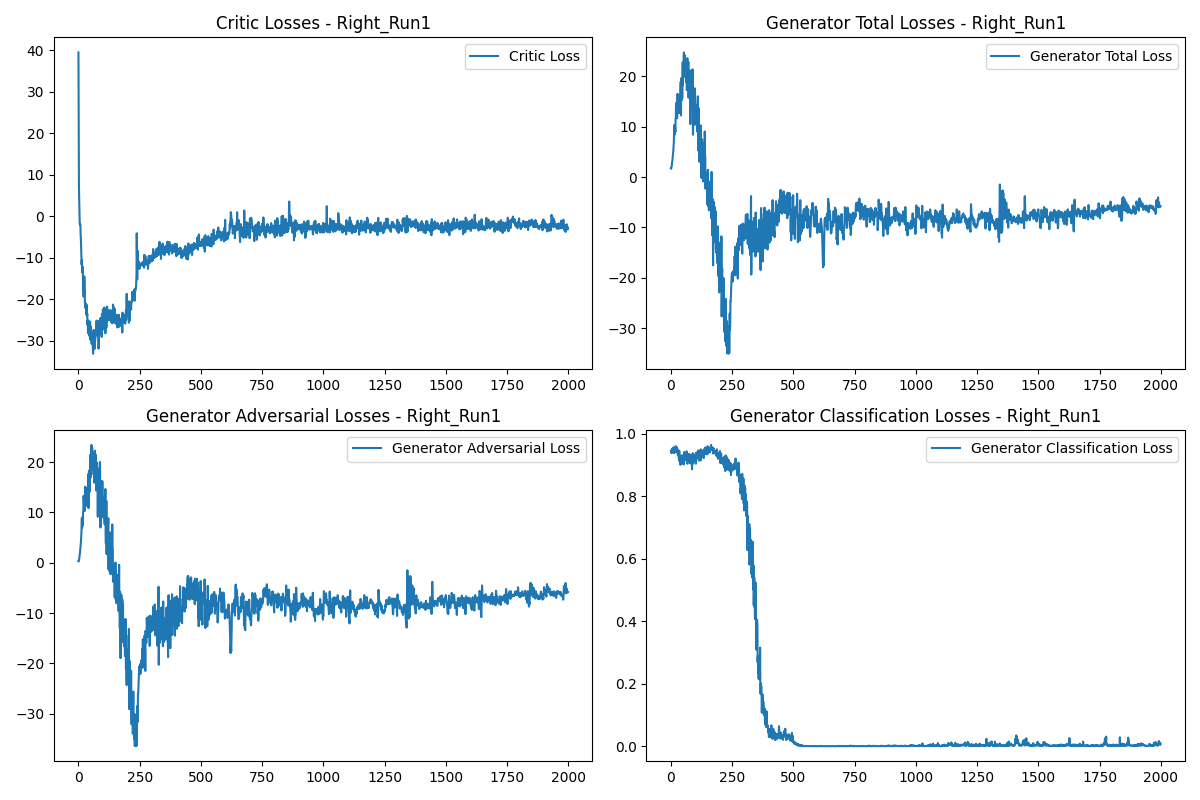 Critic Losses - Right_Run1
Critic Loss
40
30
20
10
0
−10
−20
−30
0 250 500 750 1000 1250 1500 1750 2000
Generator Total Losses - Right_Run1
Generator Total Loss
20
10
0
−10
−20
−30
0 250 500 750 1000 1250 1500 1750 2000
Generator Adversarial Losses - Right_Run1
Generator Adversarial Loss
20
10
0
−10
−20
−30
0 250 500 750 1000 1250 1500 1750 2000
Generator Classification Losses - Right_Run1
Generator Classification Loss
1.0
0.8
0.6
0.4
0.2
0.0
0 250 500 750 1000 1250 1500 1750 2000